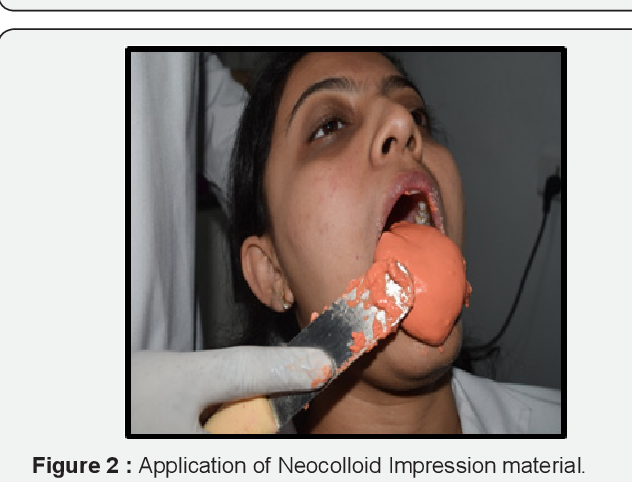 Figure 2 : Application of Neocolloid Impression material.